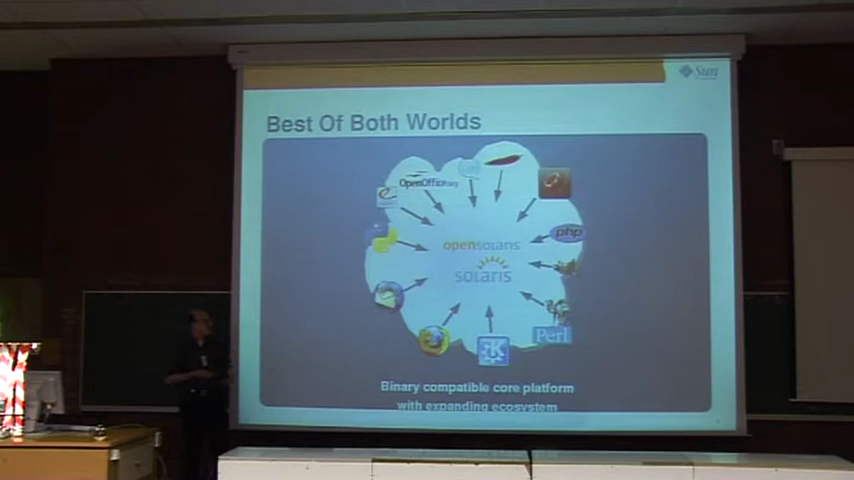 Sun
Best Of Both Worlds
OpenOffice.org
php
opensolaris
solaris
Perl
K
Binary compatible core platform
with expanding ecosystem